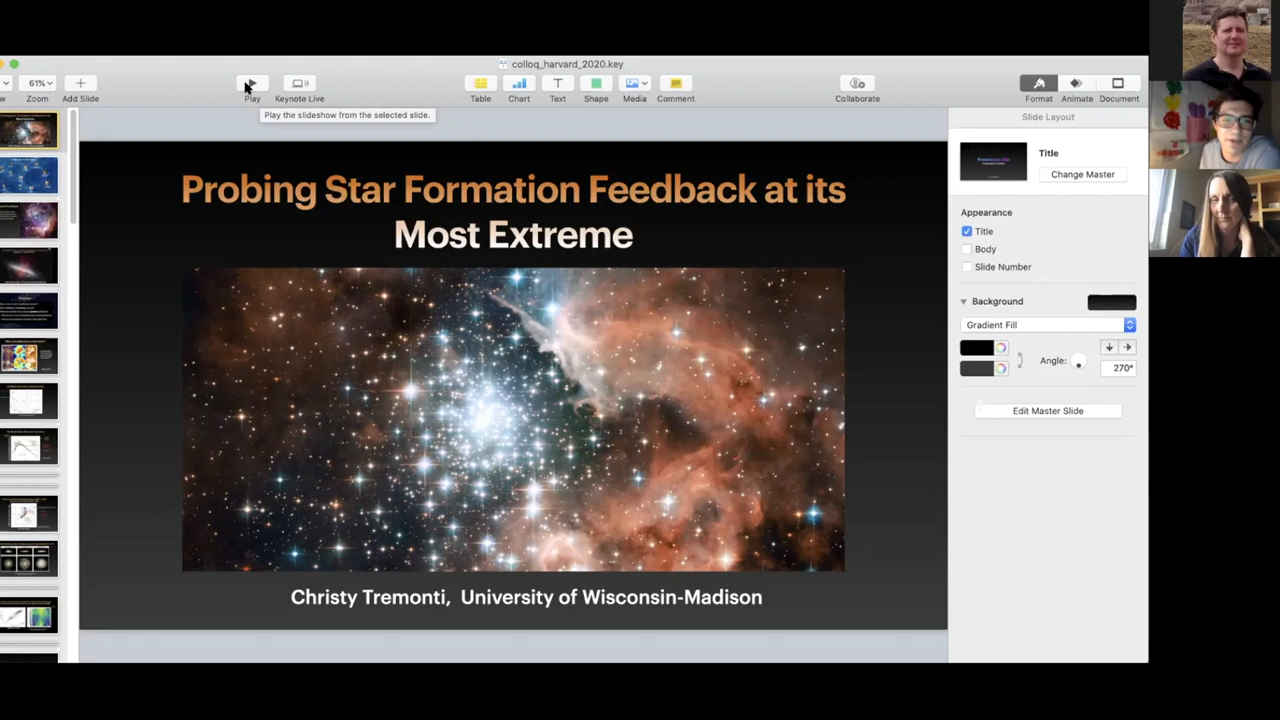 colloq_harvard_2020.key
61%
Zoom
Add Slide
Play
Keynote Live
Table
Chart
Text
Shape
Media
Comment
Collaborate
Format
Animate
Document
Play the slideshow from the selected slide.
Slide Layout
Probing Star Formation Feedback at its
Most Extreme
Christy Tremonti, University of Wisconsin-Madison
Title
Change Master
Appearance
Title
Body
Slide Number
Background
Gradient Fill
Angle:
270°
Edit Master Slide